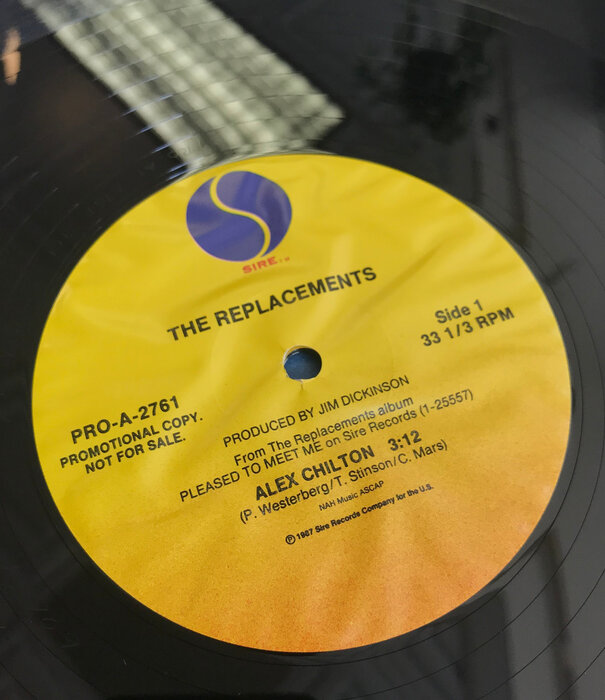 SIRE™
THE REPLACEMENTS
Side 1
33 1/3 RPM
PRO-A-2761
PROMOTIONAL COPY.
NOT FOR SALE.
PRODUCED BY JIM DICKINSON
From The Replacements album
PLEASED TO MEET ME on Sire Records (1-25557)
ALEX CHILTON 3:12
(P. Westerberg/T. Stinson/C. Mars)
NAH Music ASCAP
℗ 1987 Sire Records Company for the U.S.